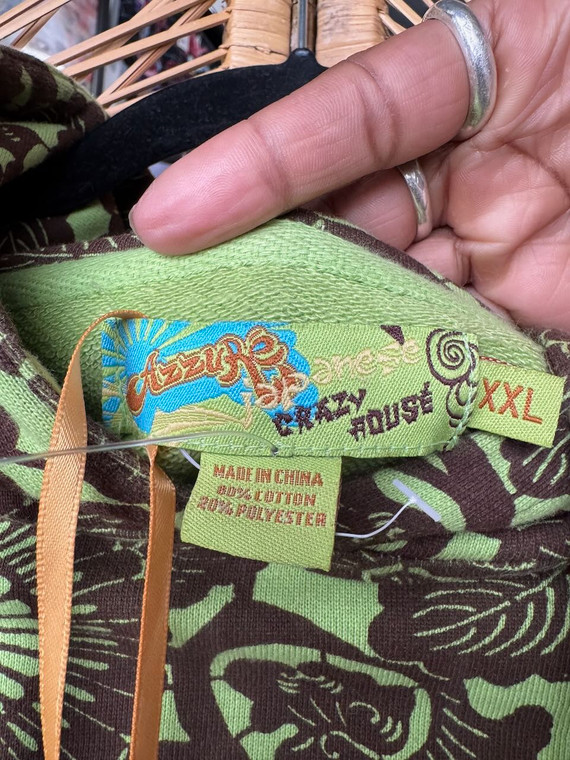 AZZURE
Japanese
CRAZY
HOUSE
XXL
MADE IN CHINA
80% COTTON
20% POLYESTER